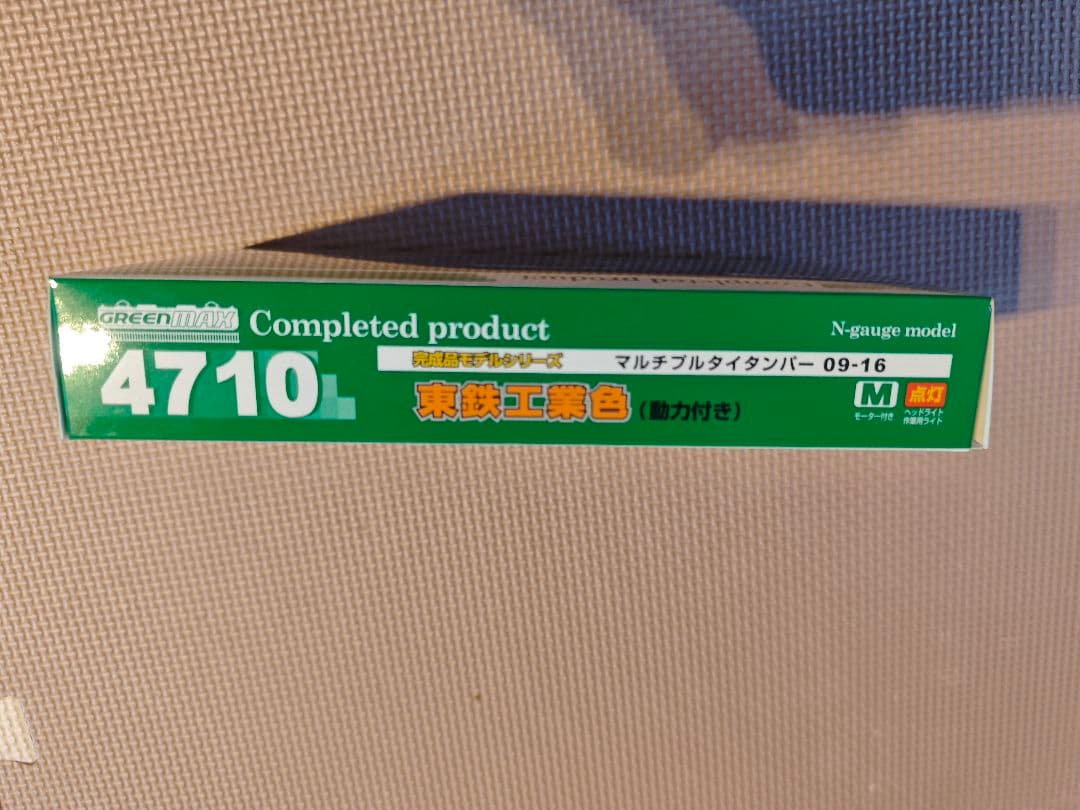 GREENMAX Completed product
N-gauge model
4710
完成品モデルシリーズ マルチプルタイタンパー 09-16
東鉄工業色 (動力付き)
M 点灯
モーター付き ヘッドライト
作業用ライト
Completed product